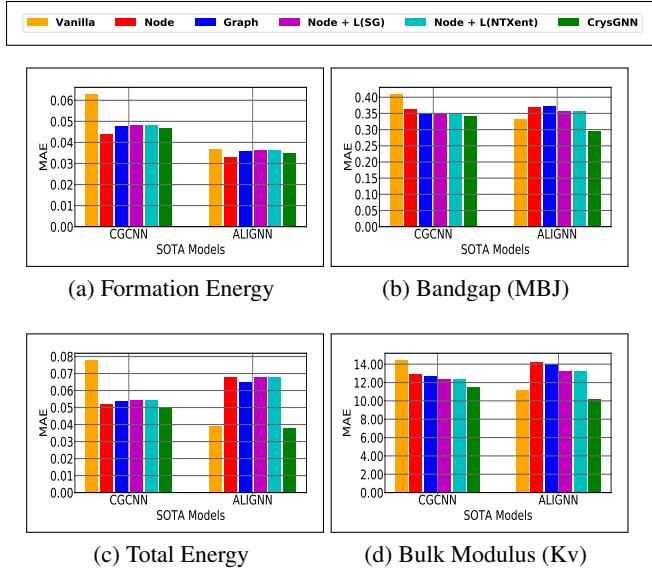 Vanilla Node Graph Node + L(SG) Node + L(NTXent) CrysGNN
MAE
0.06
0.05
0.04
0.03
0.02
0.01
0.00
CGCNN ALIGNN
SOTA Models
(a) Formation Energy
MAE
0.40
0.35
0.30
0.25
0.20
0.15
0.10
0.05
0.00
CGCNN ALIGNN
SOTA Models
(b) Bandgap (MBJ)
MAE
0.08
0.07
0.06
0.05
0.04
0.03
0.02
0.01
0.00
CGCNN ALIGNN
SOTA Models
(c) Total Energy
MAE
14.00
12.00
10.00
8.00
6.00
4.00
2.00
0.00
CGCNN ALIGNN
SOTA Models
(d) Bulk Modulus (Kv)